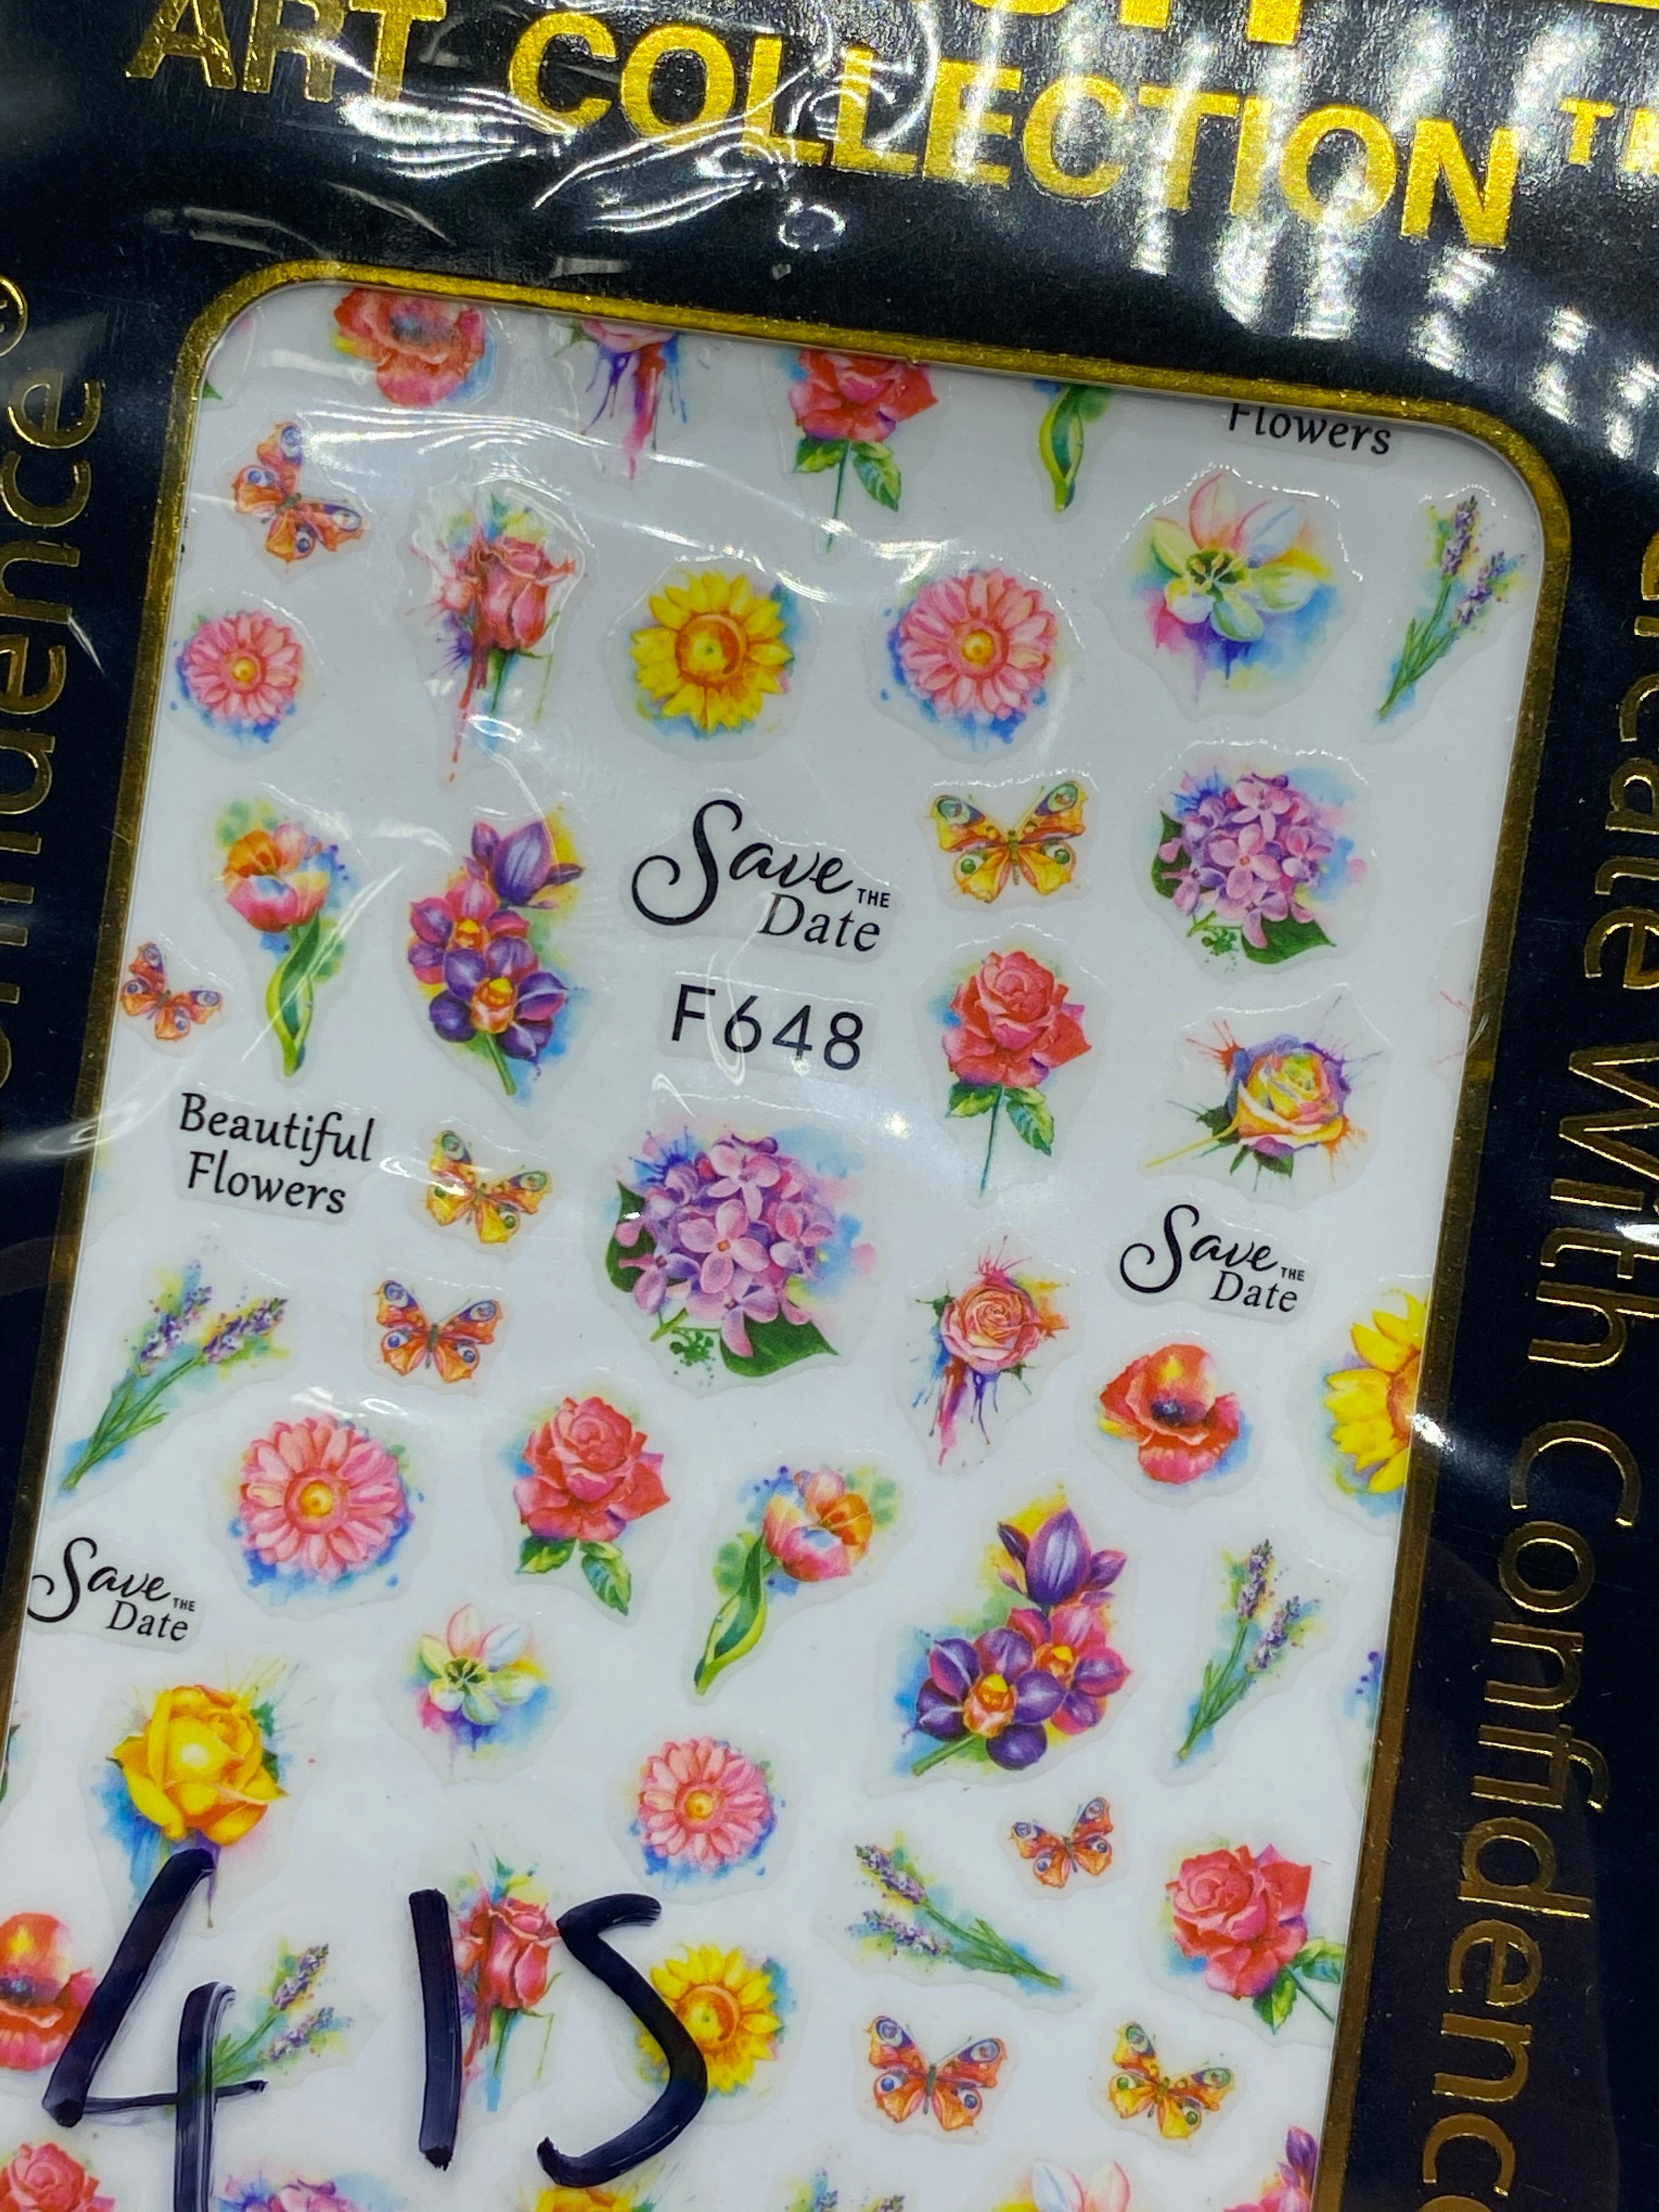 ART COLLECTION™
Flowers
Save THE
Date
F648
Beautiful
Flowers
Save THE
Date
Save THE
Date
415
with Confidence